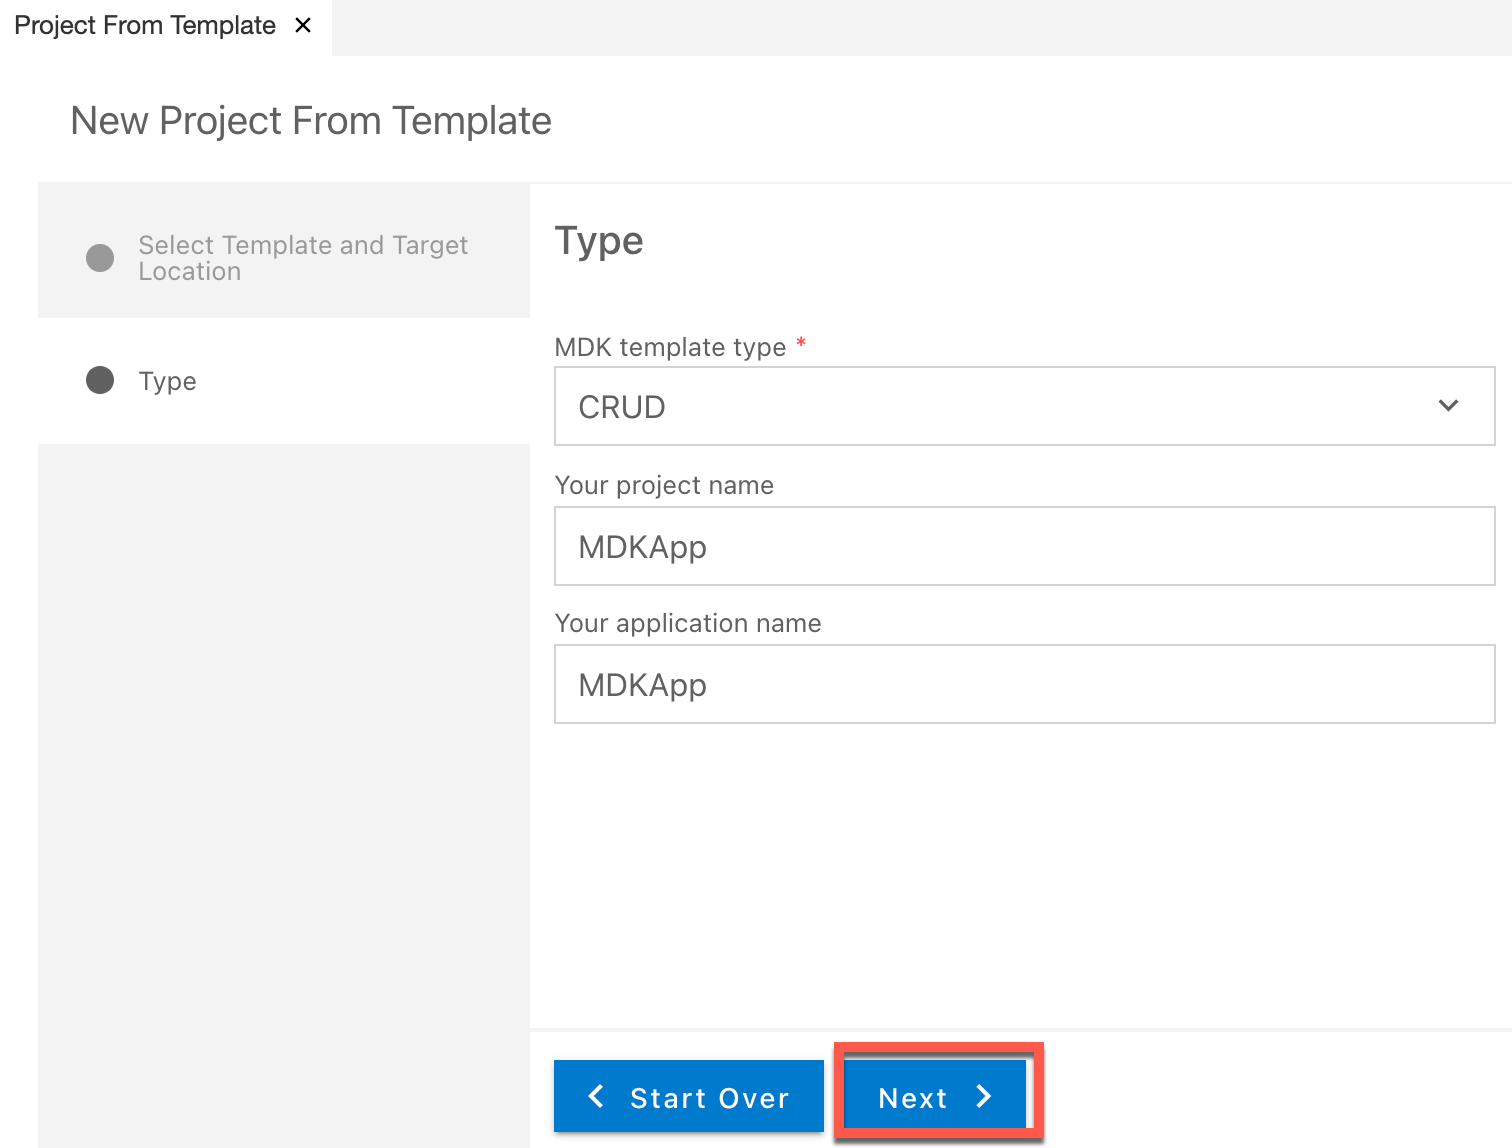 Project From Template
New Project From Template
Select Template and Target
Location
Type
Type
MDK template type *
CRUD
Your project name
MDKApp
Your application name
MDKApp
Start Over
Next